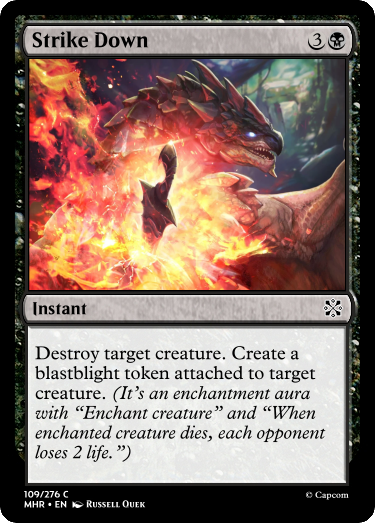 Strike Down 3
Instant
Destroy target creature. Create a
blastblight token attached to target
creature. (It's an enchantment aura
with “Enchant creature” and “When
enchanted creature dies, each opponent
loses 2 life.”)
109/276 C
MHR • EN Russell Ouek
© Capcom